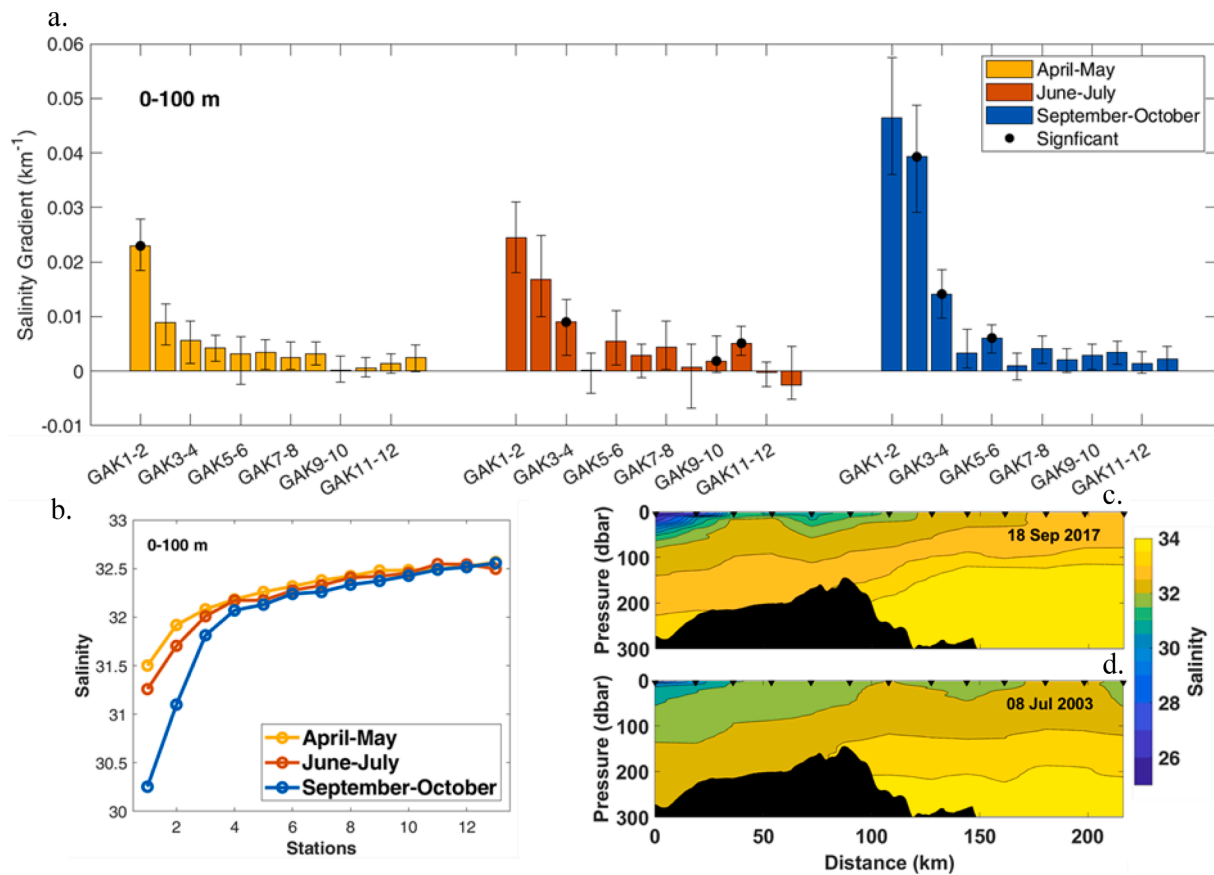 a.
0.06
0.05
0.04
0.03
0.02
0.01
0
-0.01
Salinity Gradient (km-1)
0-100 m
April-May
June-July
September-October
Signficant
GAK1-2
GAK3-4
GAK5-6
GAK7-8
GAK9-10
GAK11-12
GAK1-2
GAK3-4
GAK5-6
GAK7-8
GAK9-10
GAK11-12
GAK1-2
GAK3-4
GAK5-6
GAK7-8
GAK9-10
GAK11-12
b.
33
32.5
32
31.5
31
30.5
30
Salinity
0-100 m
April-May
June-July
September-October
2 4 6 8 10 12
Stations
c.
0
100
200
300
Pressure (dbar)
18 Sep 2017
d.
0
100
200
300
Pressure (dbar)
08 Jul 2003
0 50 100 150 200
Distance (km)
34
32
30
28
26
Salinity